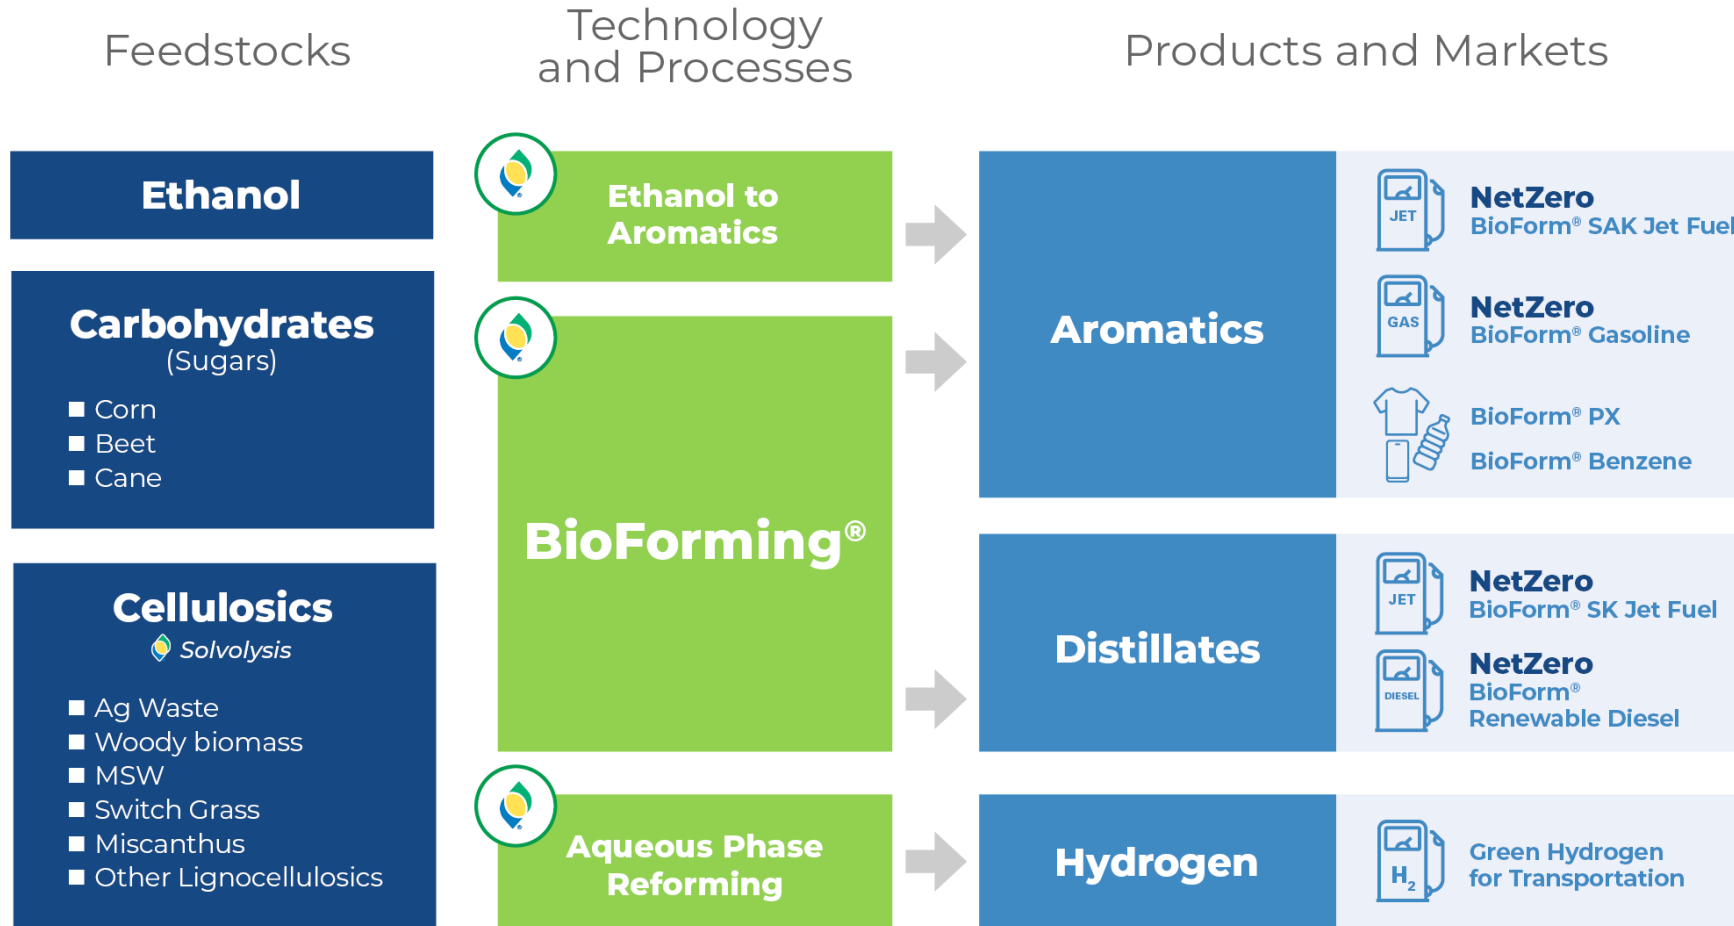 Feedstocks
Technology
and Processes
Products and Markets
Ethanol
Carbohydrates
(Sugars)
Corn
Beet
Cane
Cellulosics
Solvolysis
Ag Waste
Woody biomass
MSW
Switch Grass
Miscanthus
Other Lignocellulosics
Ethanol to
Aromatics
BioForming®
Aqueous Phase
Reforming
Aromatics
JET
NetZero
BioForm® SAK Jet Fuel
GAS
NetZero
BioForm® Gasoline
BioForm® PX
BioForm® Benzene
Distillates
JET
NetZero
BioForm® SK Jet Fuel
DIESEL
NetZero
BioForm®
Renewable Diesel
Hydrogen
H₂
Green Hydrogen
for Transportation